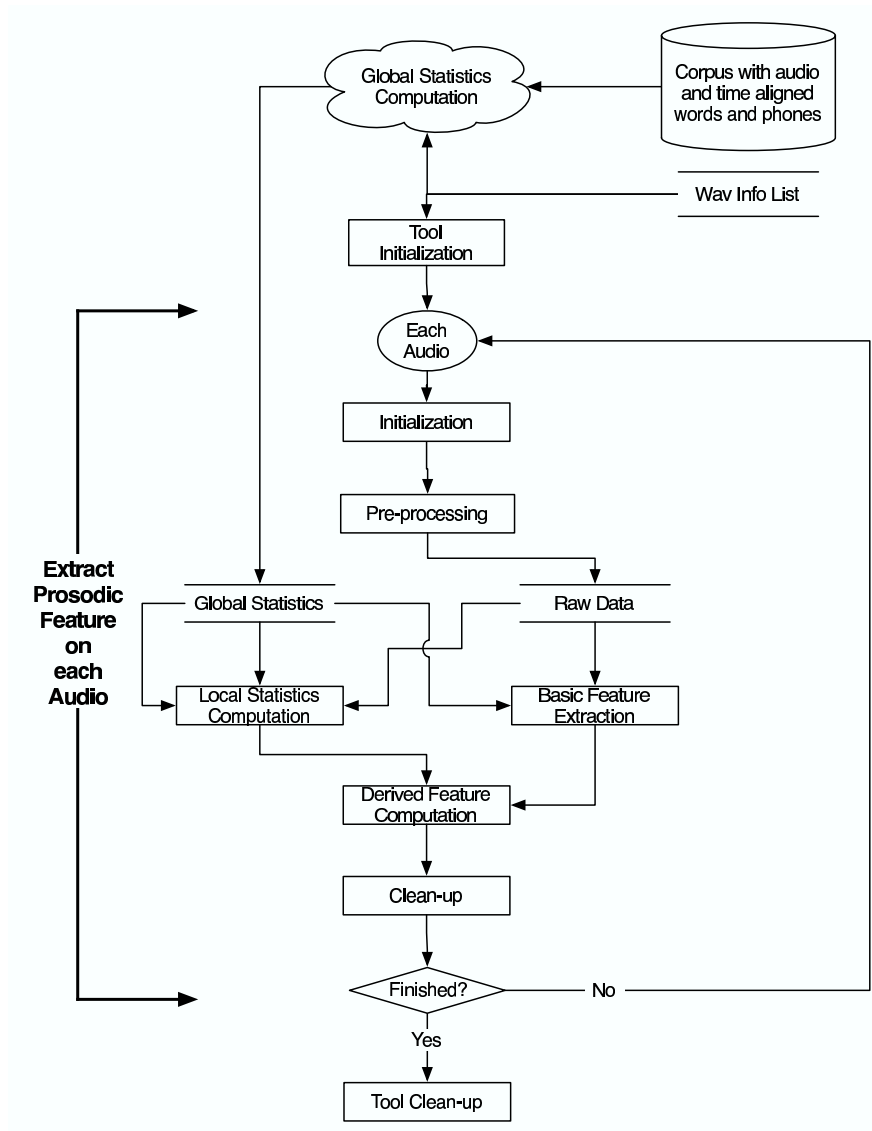 Global Statistics
Computation
Corpus with audio
and time aligned
words and phones
Wav Info List
Tool
Initialization
Each
Audio
Initialization
Pre-processing
Extract
Prosodic
Feature
on
each
Audio
Global Statistics
Raw Data
Local Statistics
Computation
Basic Feature
Extraction
Derived Feature
Computation
Clean-up
Finished?
No
Yes
Tool Clean-up